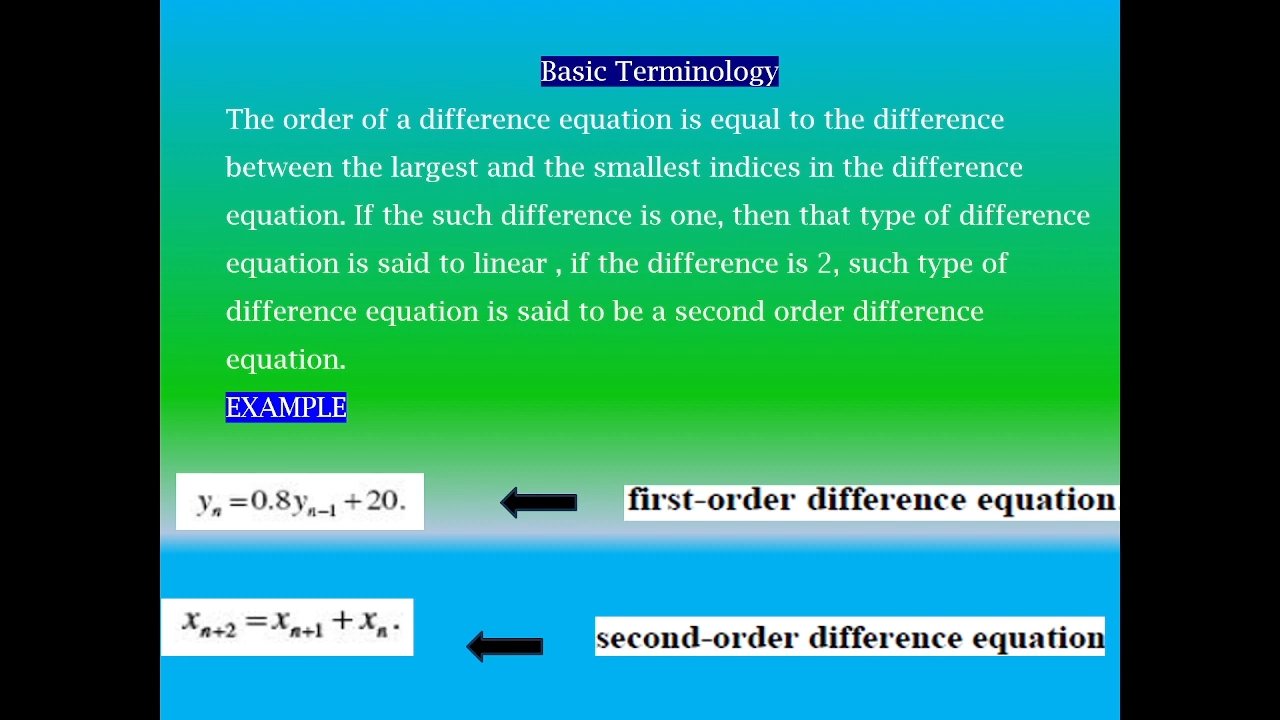 Basic Terminology
The order of a difference equation is equal to the difference
between the largest and the smallest indices in the difference
equation. If the such difference is one, then that type of difference
equation is said to linear , if the difference is 2, such type of
difference equation is said to be a second order difference
equation.
EXAMPLE
yₙ =0.8yₙ₋₁ +20.
first-order difference equation.
xₙ₊₂ =xₙ₊₁ +xₙ.
second-order difference equation